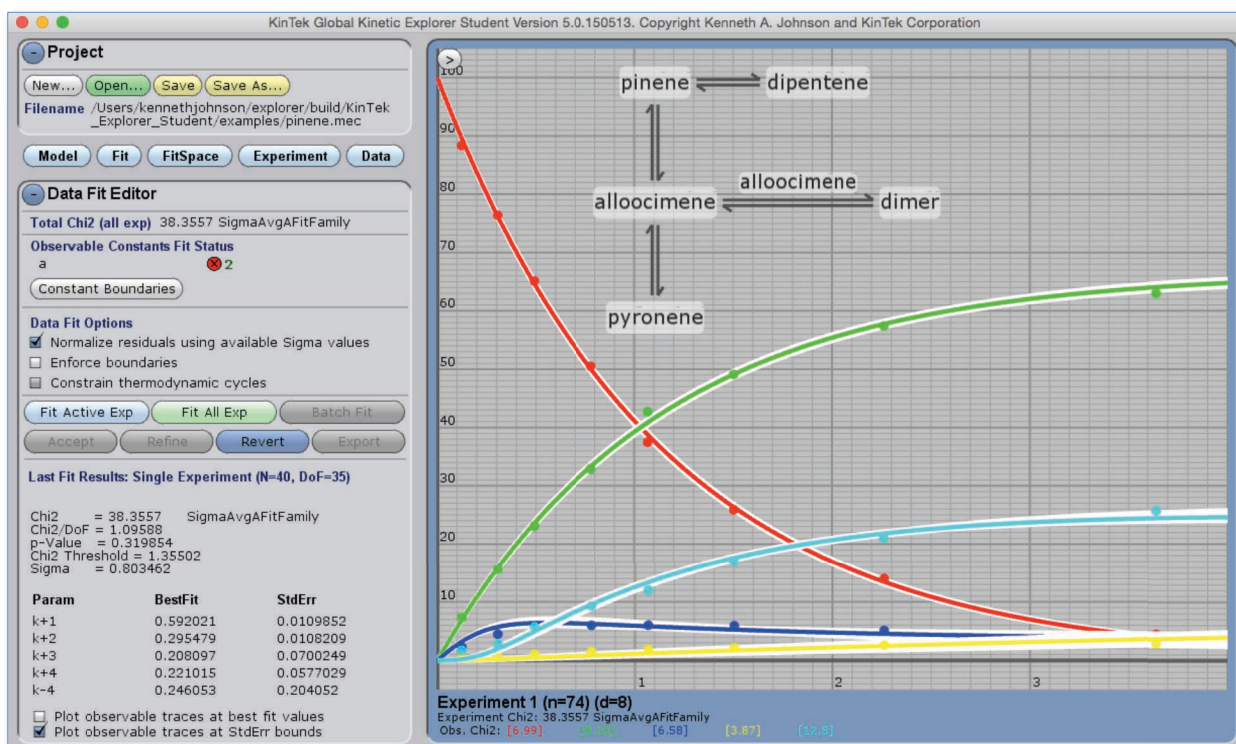 KinTek Global Kinetic Explorer Student Version 5.0.150513. Copyright Kenneth A. Johnson and KinTek Corporation
- Project
New... Open... Save Save As...
Filename /Users/kennethjohnson/explorer/build/KinTek
_Explorer_Student/examples/pinene.mec
Model Fit FitSpace Experiment Data
- Data Fit Editor
Total Chi2 (all exp) 38.3557 SigmaAvgAFitFamily
Observable Constants Fit Status
a 2
Constant Boundaries
Data Fit Options
Normalize residuals using available Sigma values
Enforce boundaries
Constrain thermodynamic cycles
Fit Active Exp Fit All Exp Batch Fit
Accept Refine Revert Export
Last Fit Results: Single Experiment (N=40, DoF=35)
Chi2 = 38.3557 SigmaAvgAFitFamily
Chi2/DoF = 1.09588
p-Value = 0.319854
Chi2 Threshold = 1.35502
Sigma = 0.803462
Param BestFit StdErr
k+1 0.592021 0.0109852
k+2 0.295479 0.0108209
k+3 0.208097 0.0700249
k+4 0.221015 0.0577029
k-4 0.246053 0.204052
Plot observable traces at best fit values
Plot observable traces at StdErr bounds
>
100
90
80
70
60
50
40
30
20
10
pinene dipentene
alloocimene
alloocimene dimer
pyronene
1 2 3
Experiment 1 (n=74) (d=8)
Experiment Chi2: 38.3557 SigmaAvgAFitFamily
Obs. Chi2: [6.99] [6.58] [3.87] [12.8]